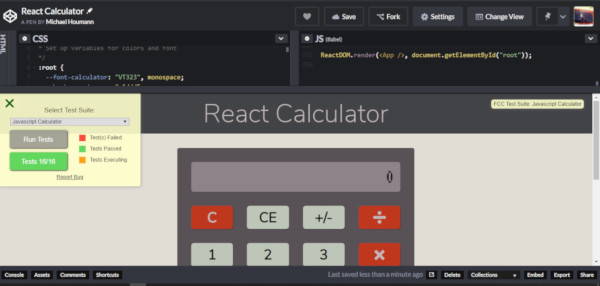 React Calculator
A PEN BY Michael Houmann
Save
Fork
Settings
Change View
HTML
CSS
* Set up variables for colors and font
*/
:root {
--font-calculator: "VT323", monospace;
JS (Babel)
ReactDOM.render(<App />, document.getElementById("root"));
Select Test Suite:
Javascript Calculator
Run Tests
Tests 16/16
Test(s) Failed
Tests Passed
Tests Executing
Report Bug
React Calculator
FCC Test Suite: Javascript Calculator
0
C CE +/- ÷
1 2 3 ×
Console Assets Comments Shortcuts
Last saved less than a minute ago Delete Collections Embed Export Share